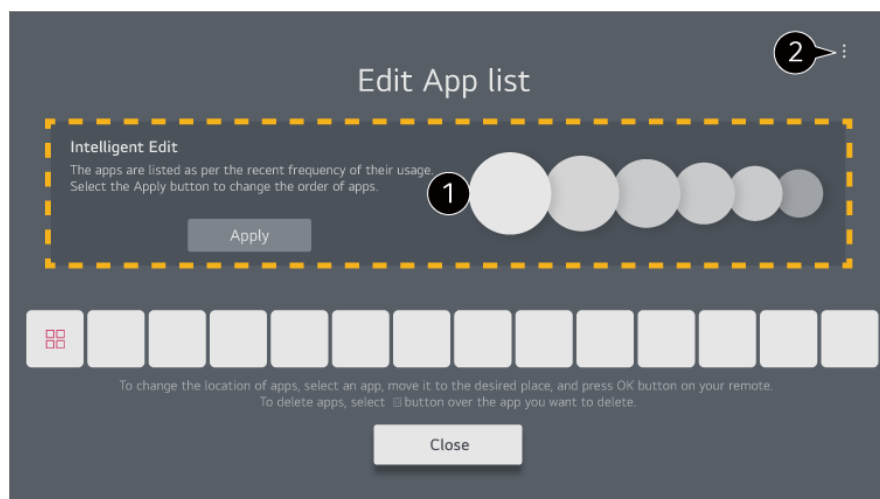 2
Edit App list
Intelligent Edit
The apps are listed as per the recent frequency of their usage.
Select the Apply button to change the order of apps.
1
Apply
To change the location of apps, select an app, move it to the desired place, and press OK button on your remote.
To delete apps, select button over the app you want to delete.
Close